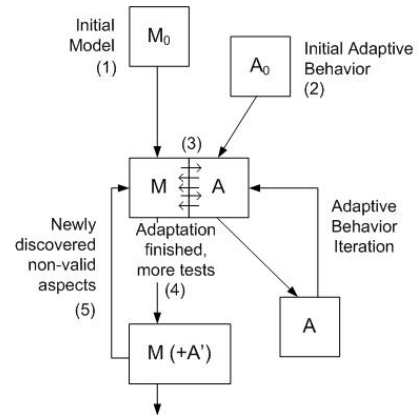 Initial
Model
(1)
M₀
A₀
Initial Adaptive
Behavior
(2)
(3)
M
A
Newly
discovered
non-valid
aspects
(5)
Adaptation
finished,
more tests
(4)
Adaptive
Behavior
Iteration
A
M (+A')